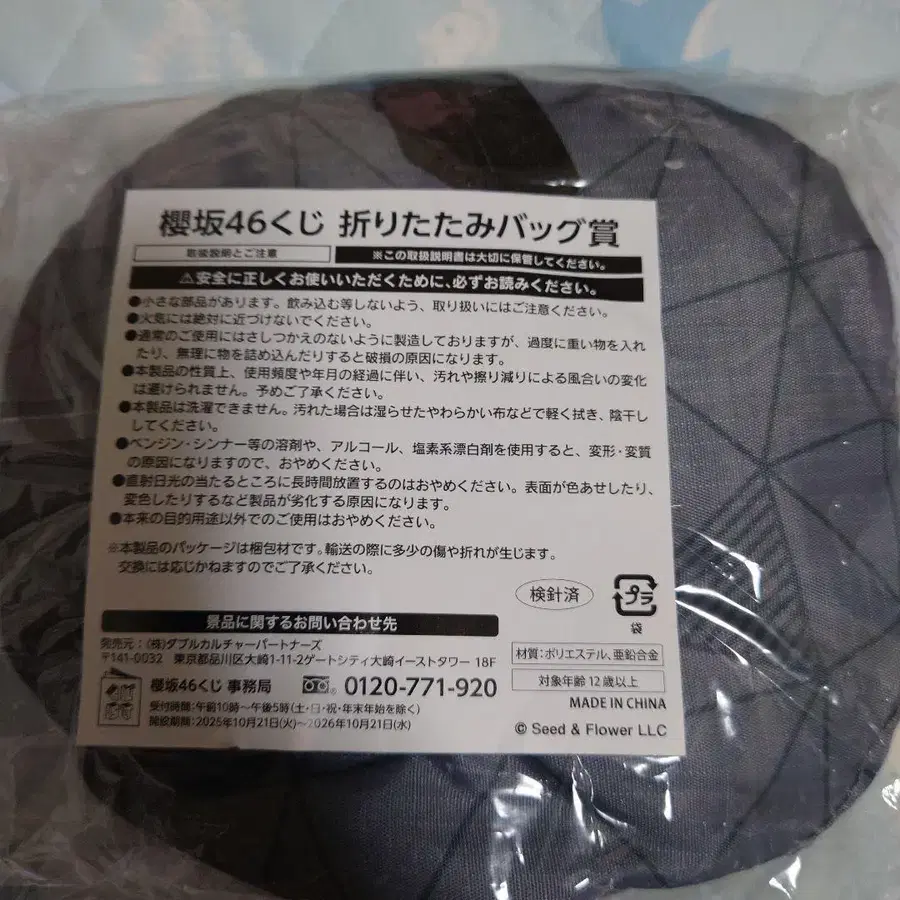 櫻坂46くじ 折りたたみバッグ賞
取扱説明とご注意 ※この取扱説明書は大切に保管してください。
⚠安全に正しくお使いいただくために、必ずお読みください。
●小さな部品があります。飲み込む等しないよう、取り扱いにはご注意ください。
●火気には絶対に近づけないでください。
●通常のご使用にはさしつかえのないように製造しておりますが、過度に重い物を入れ
たり、無理に物を詰め込んだりすると破損の原因になります。
●本製品の性質上、使用頻度や年月の経過に伴い、汚れや擦り減りによる風合いの変化
は避けられません。予めご了承ください。
●本製品は洗濯できません。汚れた場合は湿らせたやわらかい布などで軽く拭き、陰干し
してください。
●ベンジン・シンナー等の溶剤や、アルコール、塩素系漂白剤を使用すると、変形・変質
の原因になりますので、おやめください。
●直射日光の当たるところに長時間放置するのはおやめください。表面が色あせしたり、
変色したりするなど製品が劣化する原因になります。
●本来の目的用途以外でのご使用はおやめください。
※本製品のパッケージは梱包材です。輸送の際に多少の傷や折れが生じます。
交換には応じかねますのでご了承ください。
検針済
プラ
袋
景品に関するお問い合わせ先
発売元：(株)ダブルカルチャーパートナーズ
〒141-0032 東京都品川区大崎1-11-2ゲートシティ大崎イーストタワー 18F
櫻坂46くじ 事務局 0120-771-920
受付時間：午前10時～午後5時(土・日・祝・年末年始を除く)
開設期間：2025年10月21日(火)～2026年10月21日(水)
材質：ポリエステル、亜鉛合金
対象年齢12歳以上
MADE IN CHINA
© Seed & Flower LLC